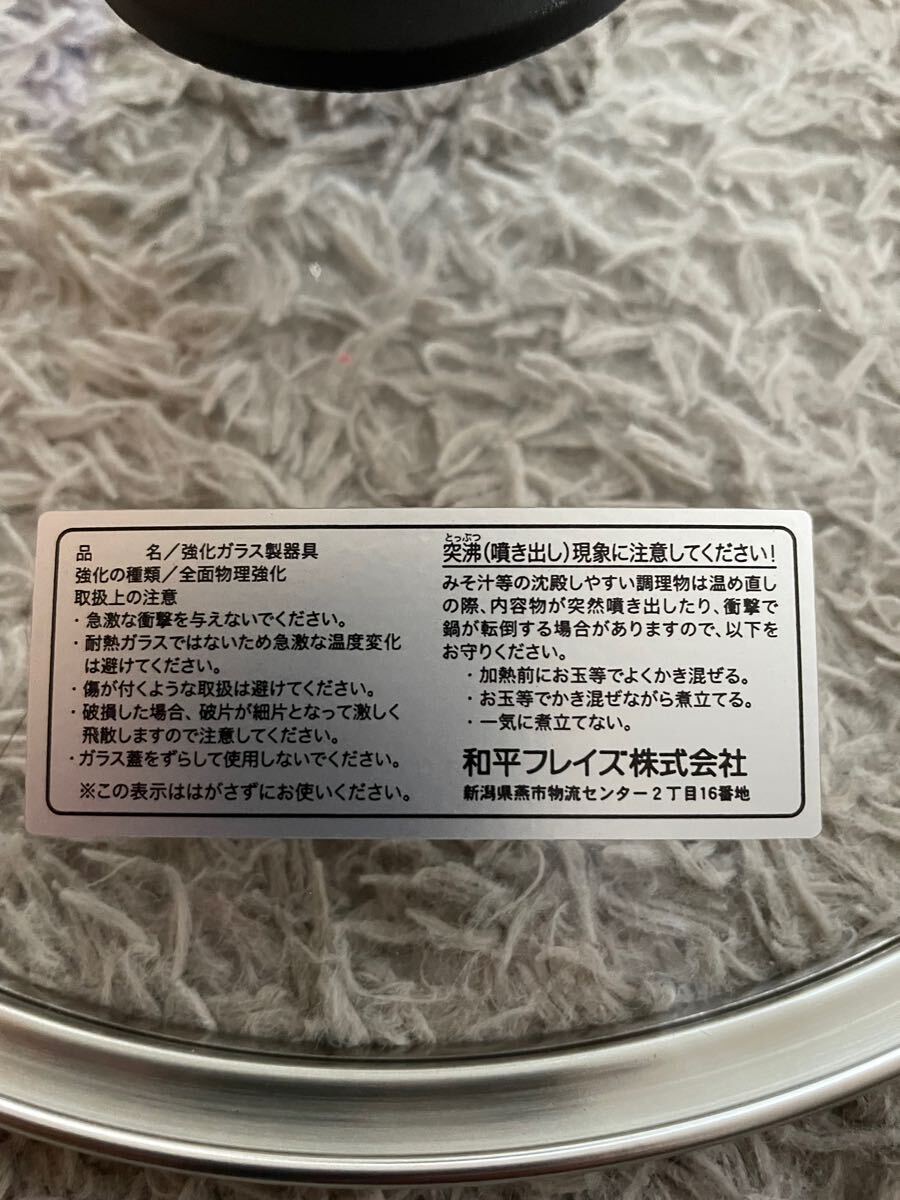 品　　　名／強化ガラス製器具
強化の種類／全面物理強化
取扱上の注意
・急激な衝撃を与えないでください。
・耐熱ガラスではないため急激な温度変化
は避けてください。
・傷が付くような取扱は避けてください。
・破損した場合、破片が細片となって激しく
飛散しますので注意してください。
・ガラス蓋をずらして使用しないでください。
※この表示ははがさずにお使いください。
とっぷつ
突沸(噴き出し)現象に注意してください!
みそ汁等の沈殿しやすい調理物は温め直し
の際、内容物が突然噴き出したり、衝撃で
鍋が転倒する場合がありますので、以下を
お守りください。
・加熱前にお玉等でよくかき混ぜる。
・お玉等でかき混ぜながら煮立てる。
・一気に煮立てない。
和平フレイズ株式会社
新潟県燕市物流センター2丁目16番地